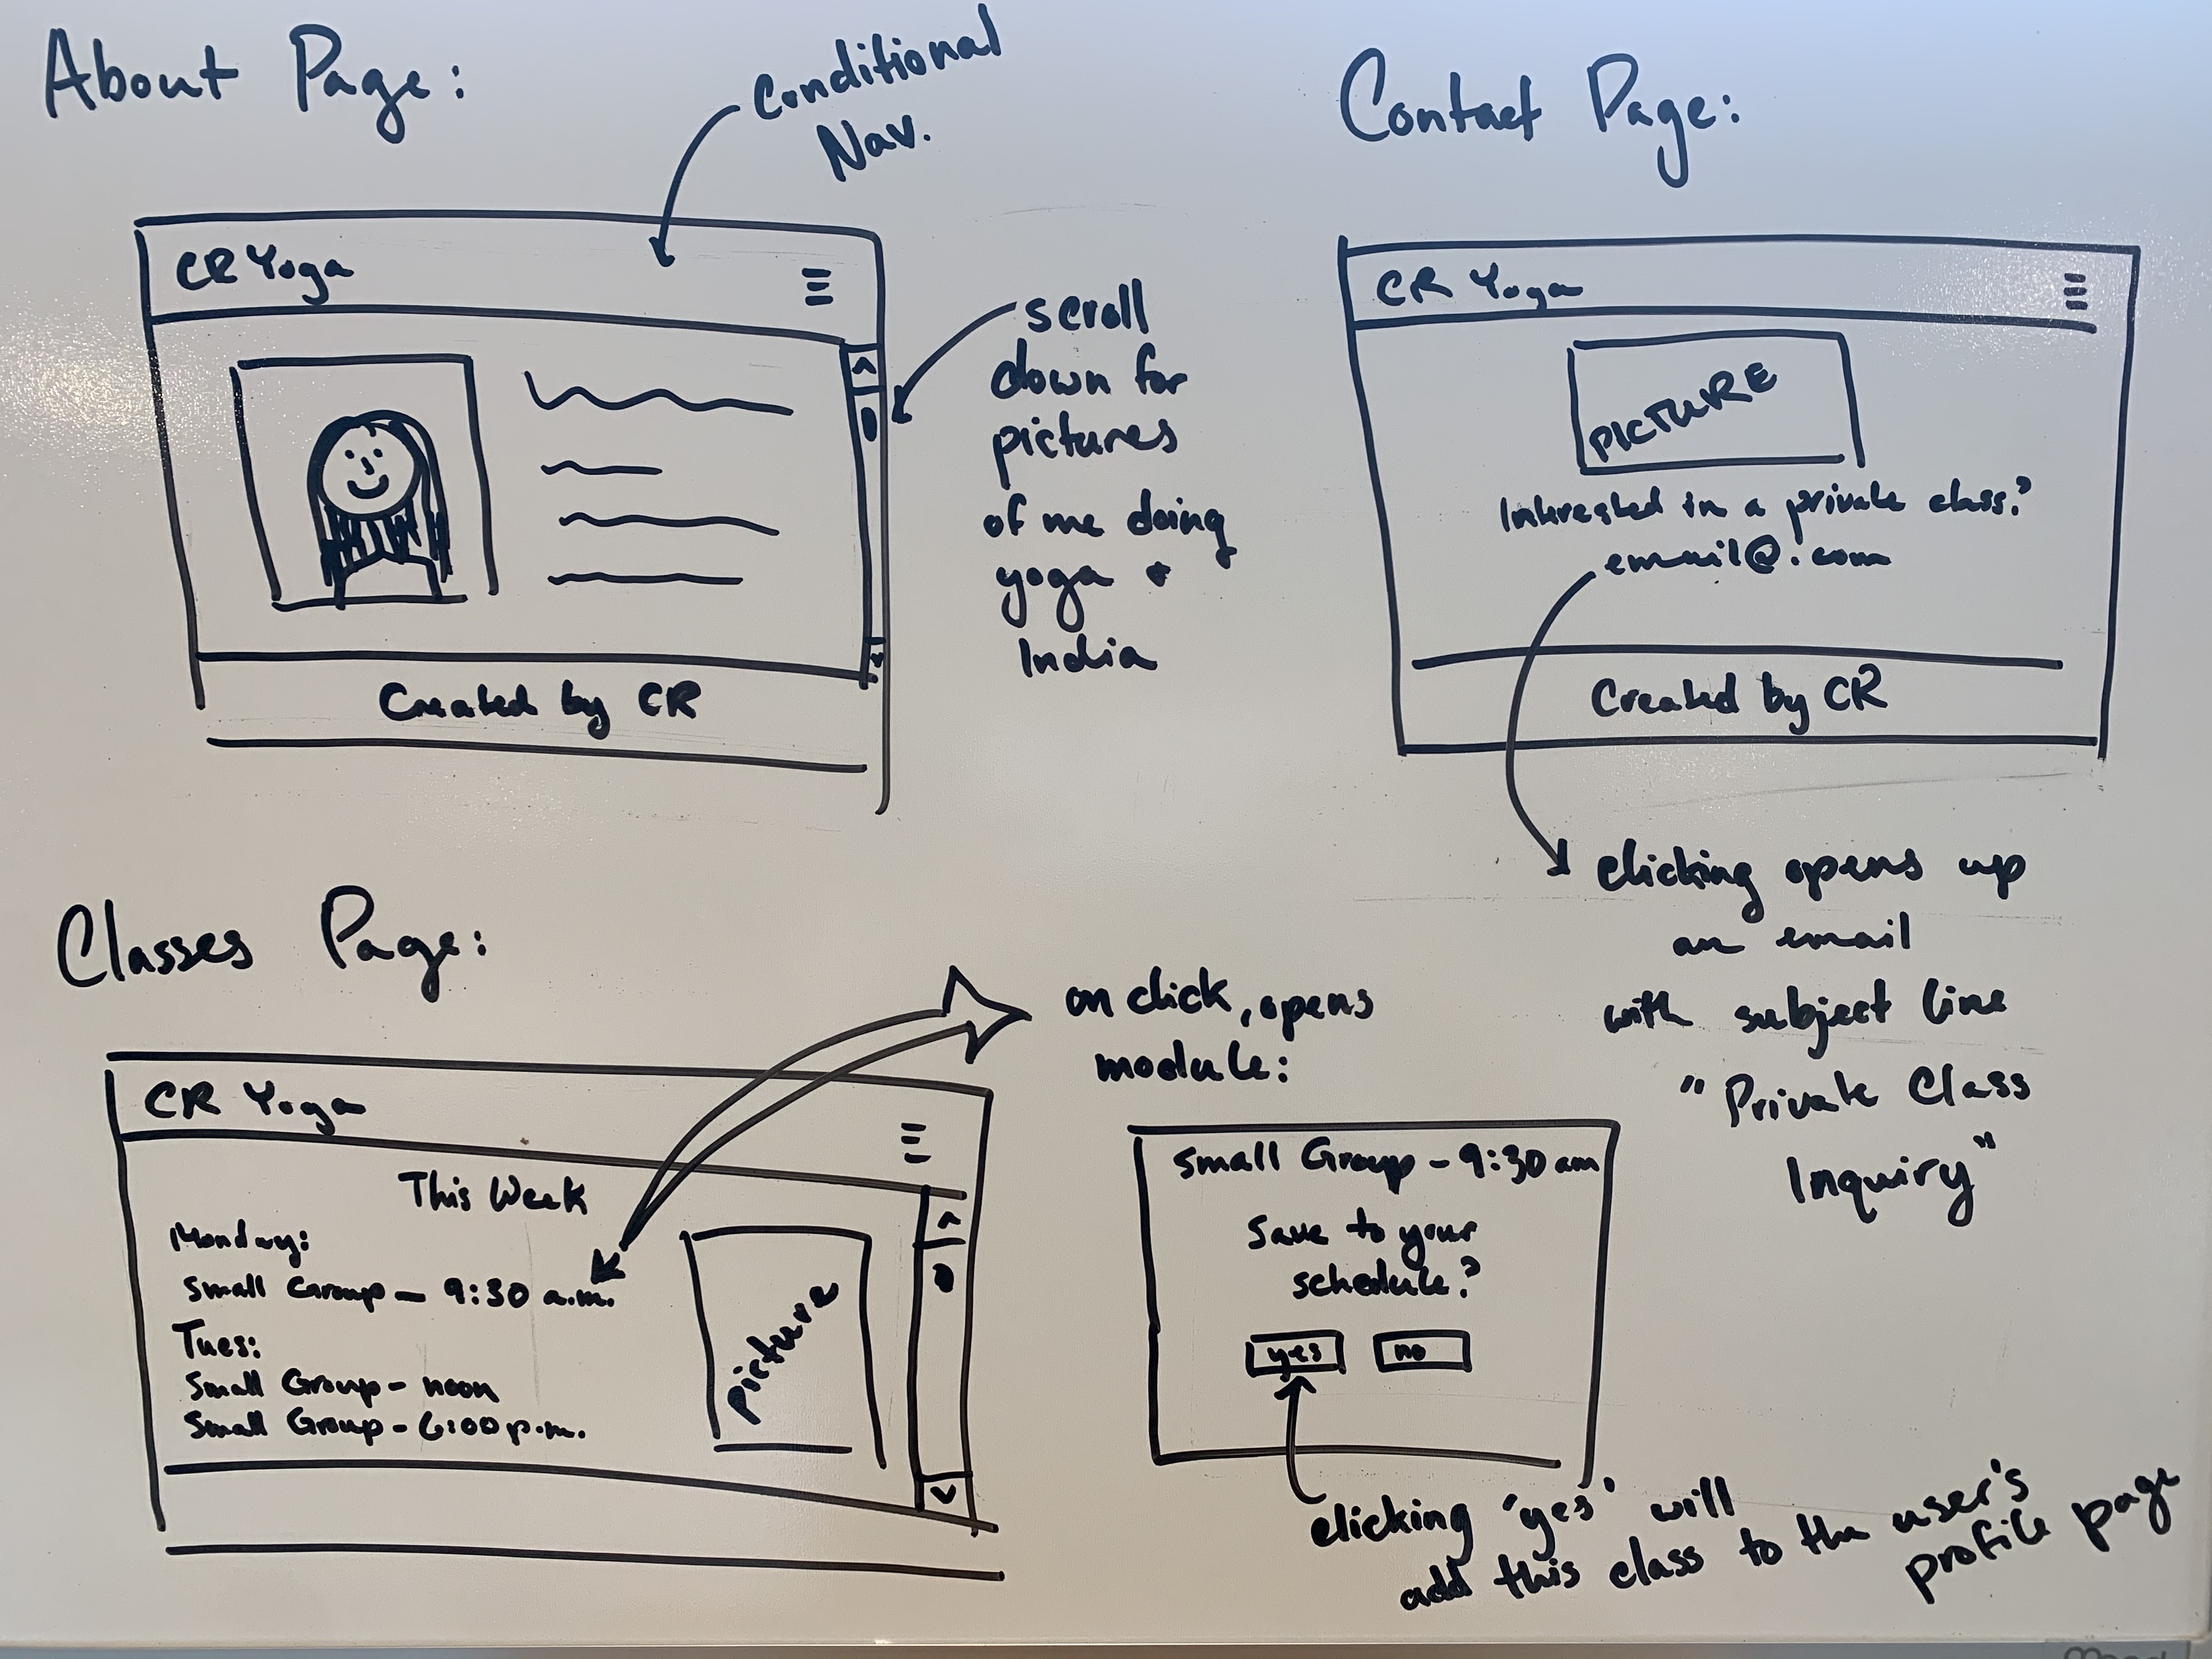 About Page:
Conditional
Nav.
CR Yoga
scroll
down for
pictures
of me doing
yoga +
India
Created by CR
Contact Page:
CR Yoga
PICTURE
Interested in a private class?
email@.com
Created by CR
clicking opens up
an email
with subject line
"Private Class
Inquiry"
Classes Page:
CR Yoga
This Week
Monday:
Small Group - 9:30 a.m.
Tues:
Small Group - noon
Small Group - 6:00 p.m.
picture
on click, opens
module:
Small Group - 9:30 am
Save to your
schedule?
yes
no
clicking 'yes' will
add this class to the user's
profile page